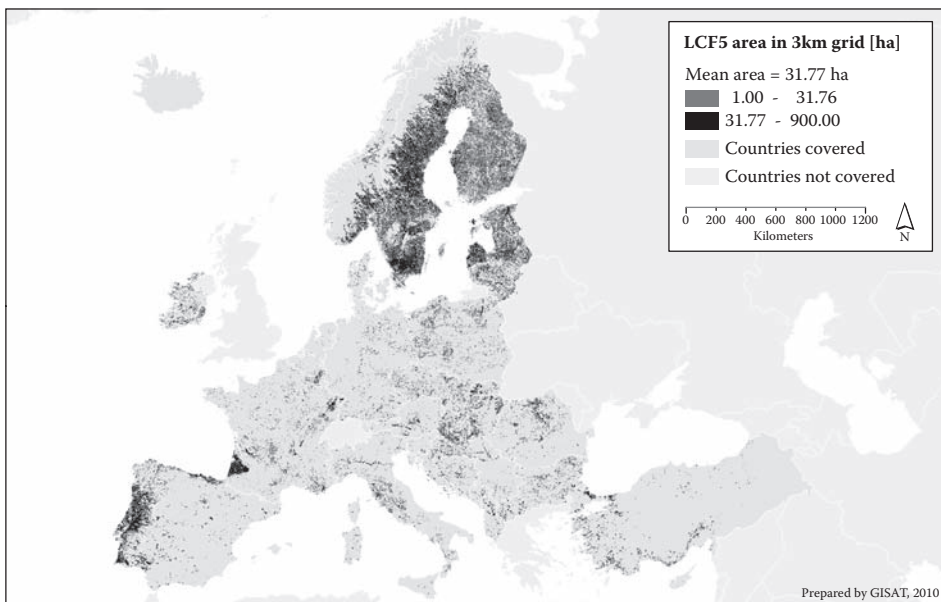 LCF5 area in 3km grid [ha]
Mean area = 31.77 ha
1.00 - 31.76
31.77 - 900.00
Countries covered
Countries not covered
0 200 400 600 800 1000 1200
Kilometers
N
Prepared by GISAT, 2010